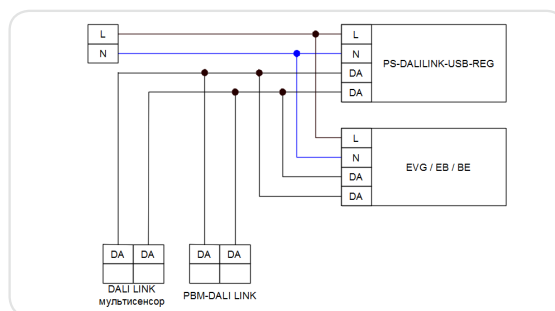 L
N
L
N
DA
DA
PS-DALILINK-USB-REG
L
N
DA
DA
EVG / EB / BE
DA DA
DA DA
DALI LINK
мультисенсор
PBM-DALI LINK